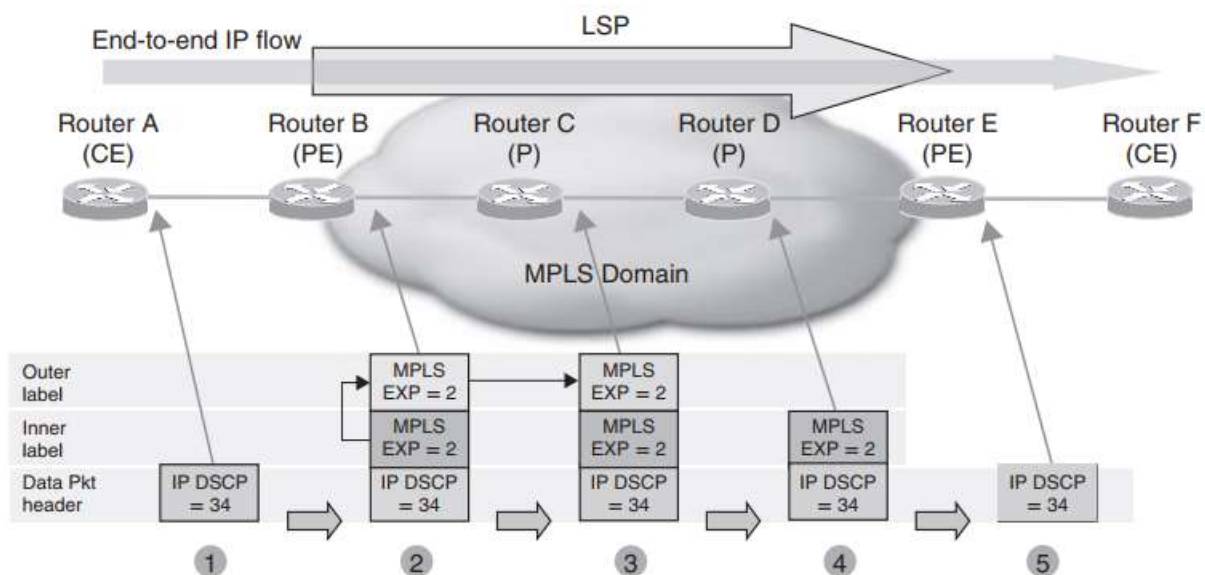 LSP
End-to-end IP flow
Router A
(CE)
Router B
(PE)
Router C
(P)
Router D
(P)
Router E
(PE)
Router F
(CE)
MPLS Domain
Outer
label
MPLS
EXP = 2
MPLS
EXP = 2
Inner
label
MPLS
EXP = 2
MPLS
EXP = 2
MPLS
EXP = 2
Data Pkt
header
IP DSCP
= 34
IP DSCP
= 34
IP DSCP
= 34
IP DSCP
= 34
IP DSCP
= 34
1
2
3
4
5